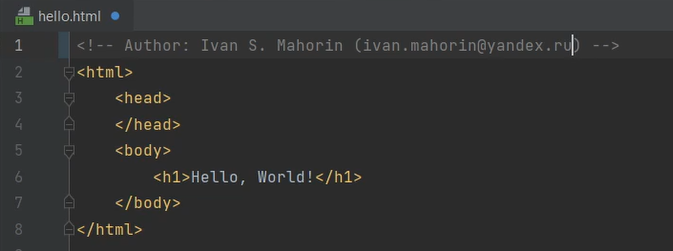 hello.html
1 <!-- Author: Ivan S. Mahorin (ivan.mahorin@yandex.ru) -->
2 <html>
3     <head>
4     </head>
5     <body>
6         <h1>Hello, World!</h1>
7     </body>
8 </html>